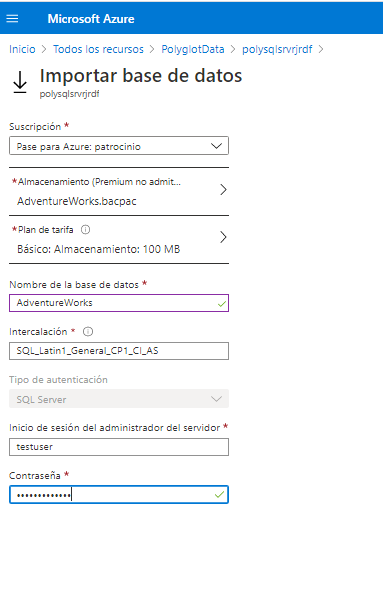 Microsoft Azure
Inicio > Todos los recursos > PolyglotData > polysqlsrvrjrdf >
Importar base de datos
polysqlsrvrjrdf
Suscripción *
Pase para Azure: patrocinio
*Almacenamiento (Premium no admit...
AdventureWorks.bacpac
*Plan de tarifa
Básico: Almacenamiento: 100 MB
Nombre de la base de datos *
AdventureWorks
Intercalación *
SQL_Latin1_General_CP1_CI_AS
Tipo de autenticación
SQL Server
Inicio de sesión del administrador del servidor *
testuser
Contraseña *
•••••••••••••